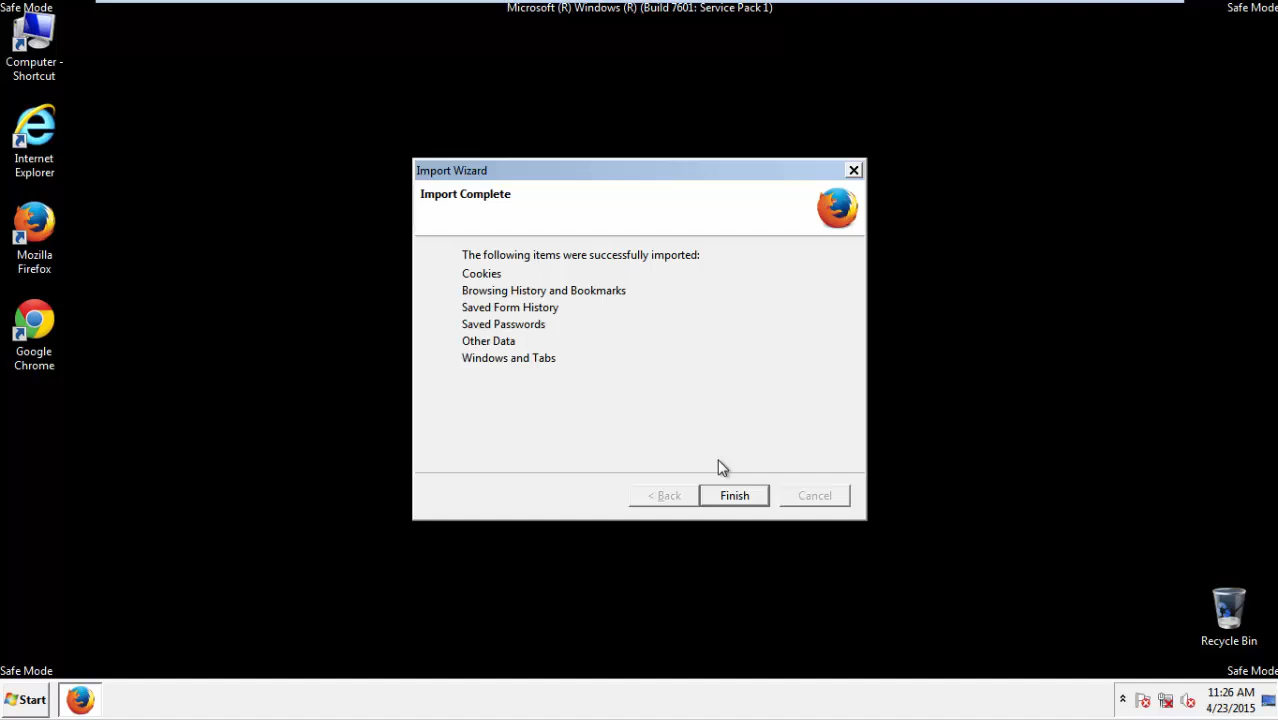 Safe Mode
Microsoft (R) Windows (R) (Build 7601: Service Pack 1)
Safe Mode
Computer -
Shortcut
Internet
Explorer
Mozilla
Firefox
Google
Chrome
Import Wizard
Import Complete
The following items were successfully imported:
Cookies
Browsing History and Bookmarks
Saved Form History
Saved Passwords
Other Data
Windows and Tabs
< Back
Finish
Cancel
Recycle Bin
Safe Mode
Safe Mode
Start
11:26 AM
4/23/2015